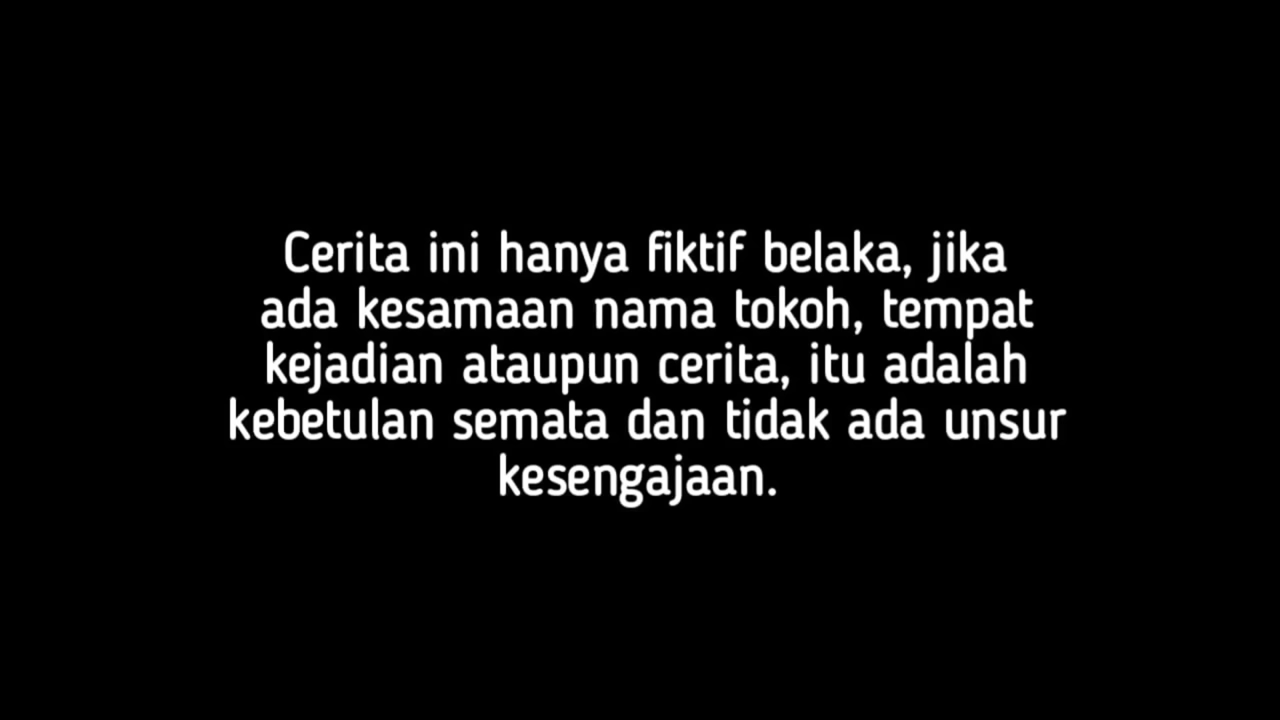 Cerita ini hanya fiktif belaka, jika
ada kesamaan nama tokoh, tempat
kejadian ataupun cerita, itu adalah
kebetulan semata dan tidak ada unsur
kesengajaan.